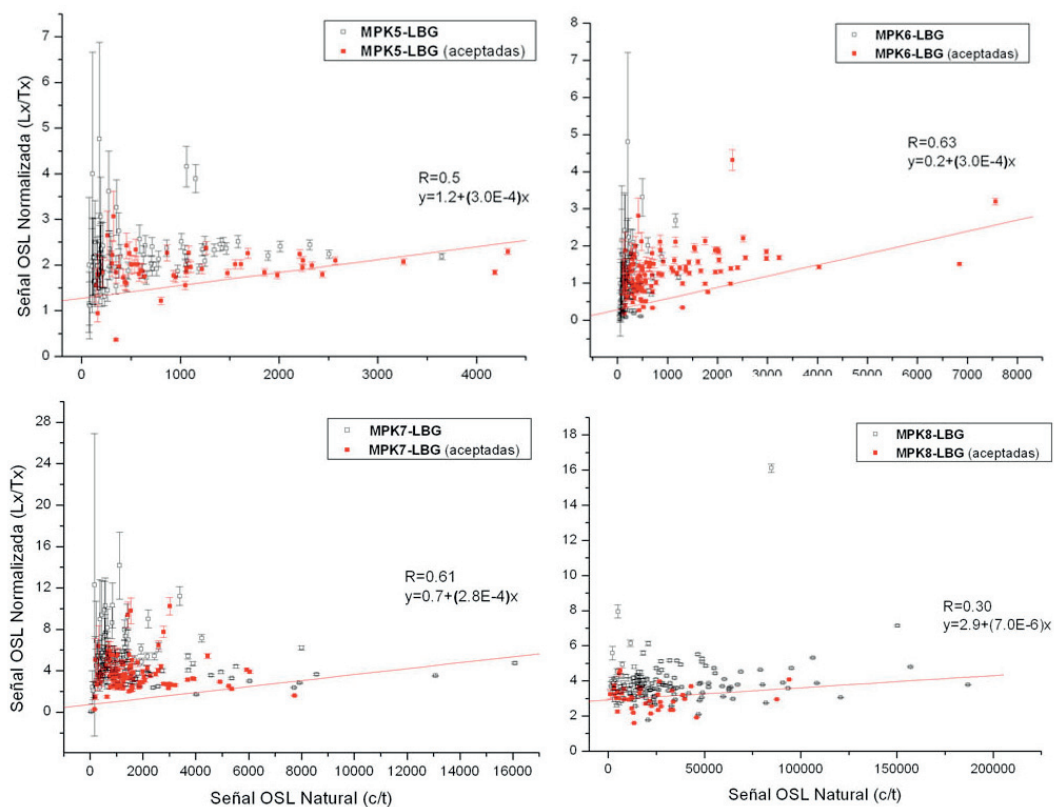 MPK5-LBG
MPK5-LBG (aceptadas)
R=0.5
y=1.2+(3.0E-4)x
Señal OSL Normalizada (Lx/Tx)
7
6
5
4
3
2
1
0
0 1000 2000 3000 4000
MPK6-LBG
MPK6-LBG (aceptadas)
R=0.63
y=0.2+(3.0E-4)x
8
7
6
5
4
3
2
1
0
0 1000 2000 3000 4000 5000 6000 7000 8000
MPK7-LBG
MPK7-LBG (aceptadas)
R=0.61
y=0.7+(2.8E-4)x
Señal OSL Normalizada (Lx/Tx)
28
24
20
16
12
8
4
0
0 2000 4000 6000 8000 10000 12000 14000 16000
Señal OSL Natural (c/t)
MPK8-LBG
MPK8-LBG (aceptadas)
R=0.30
y=2.9+(7.0E-6)x
18
16
14
12
10
8
6
4
2
0
0 50000 100000 150000 200000
Señal OSL Natural (c/t)